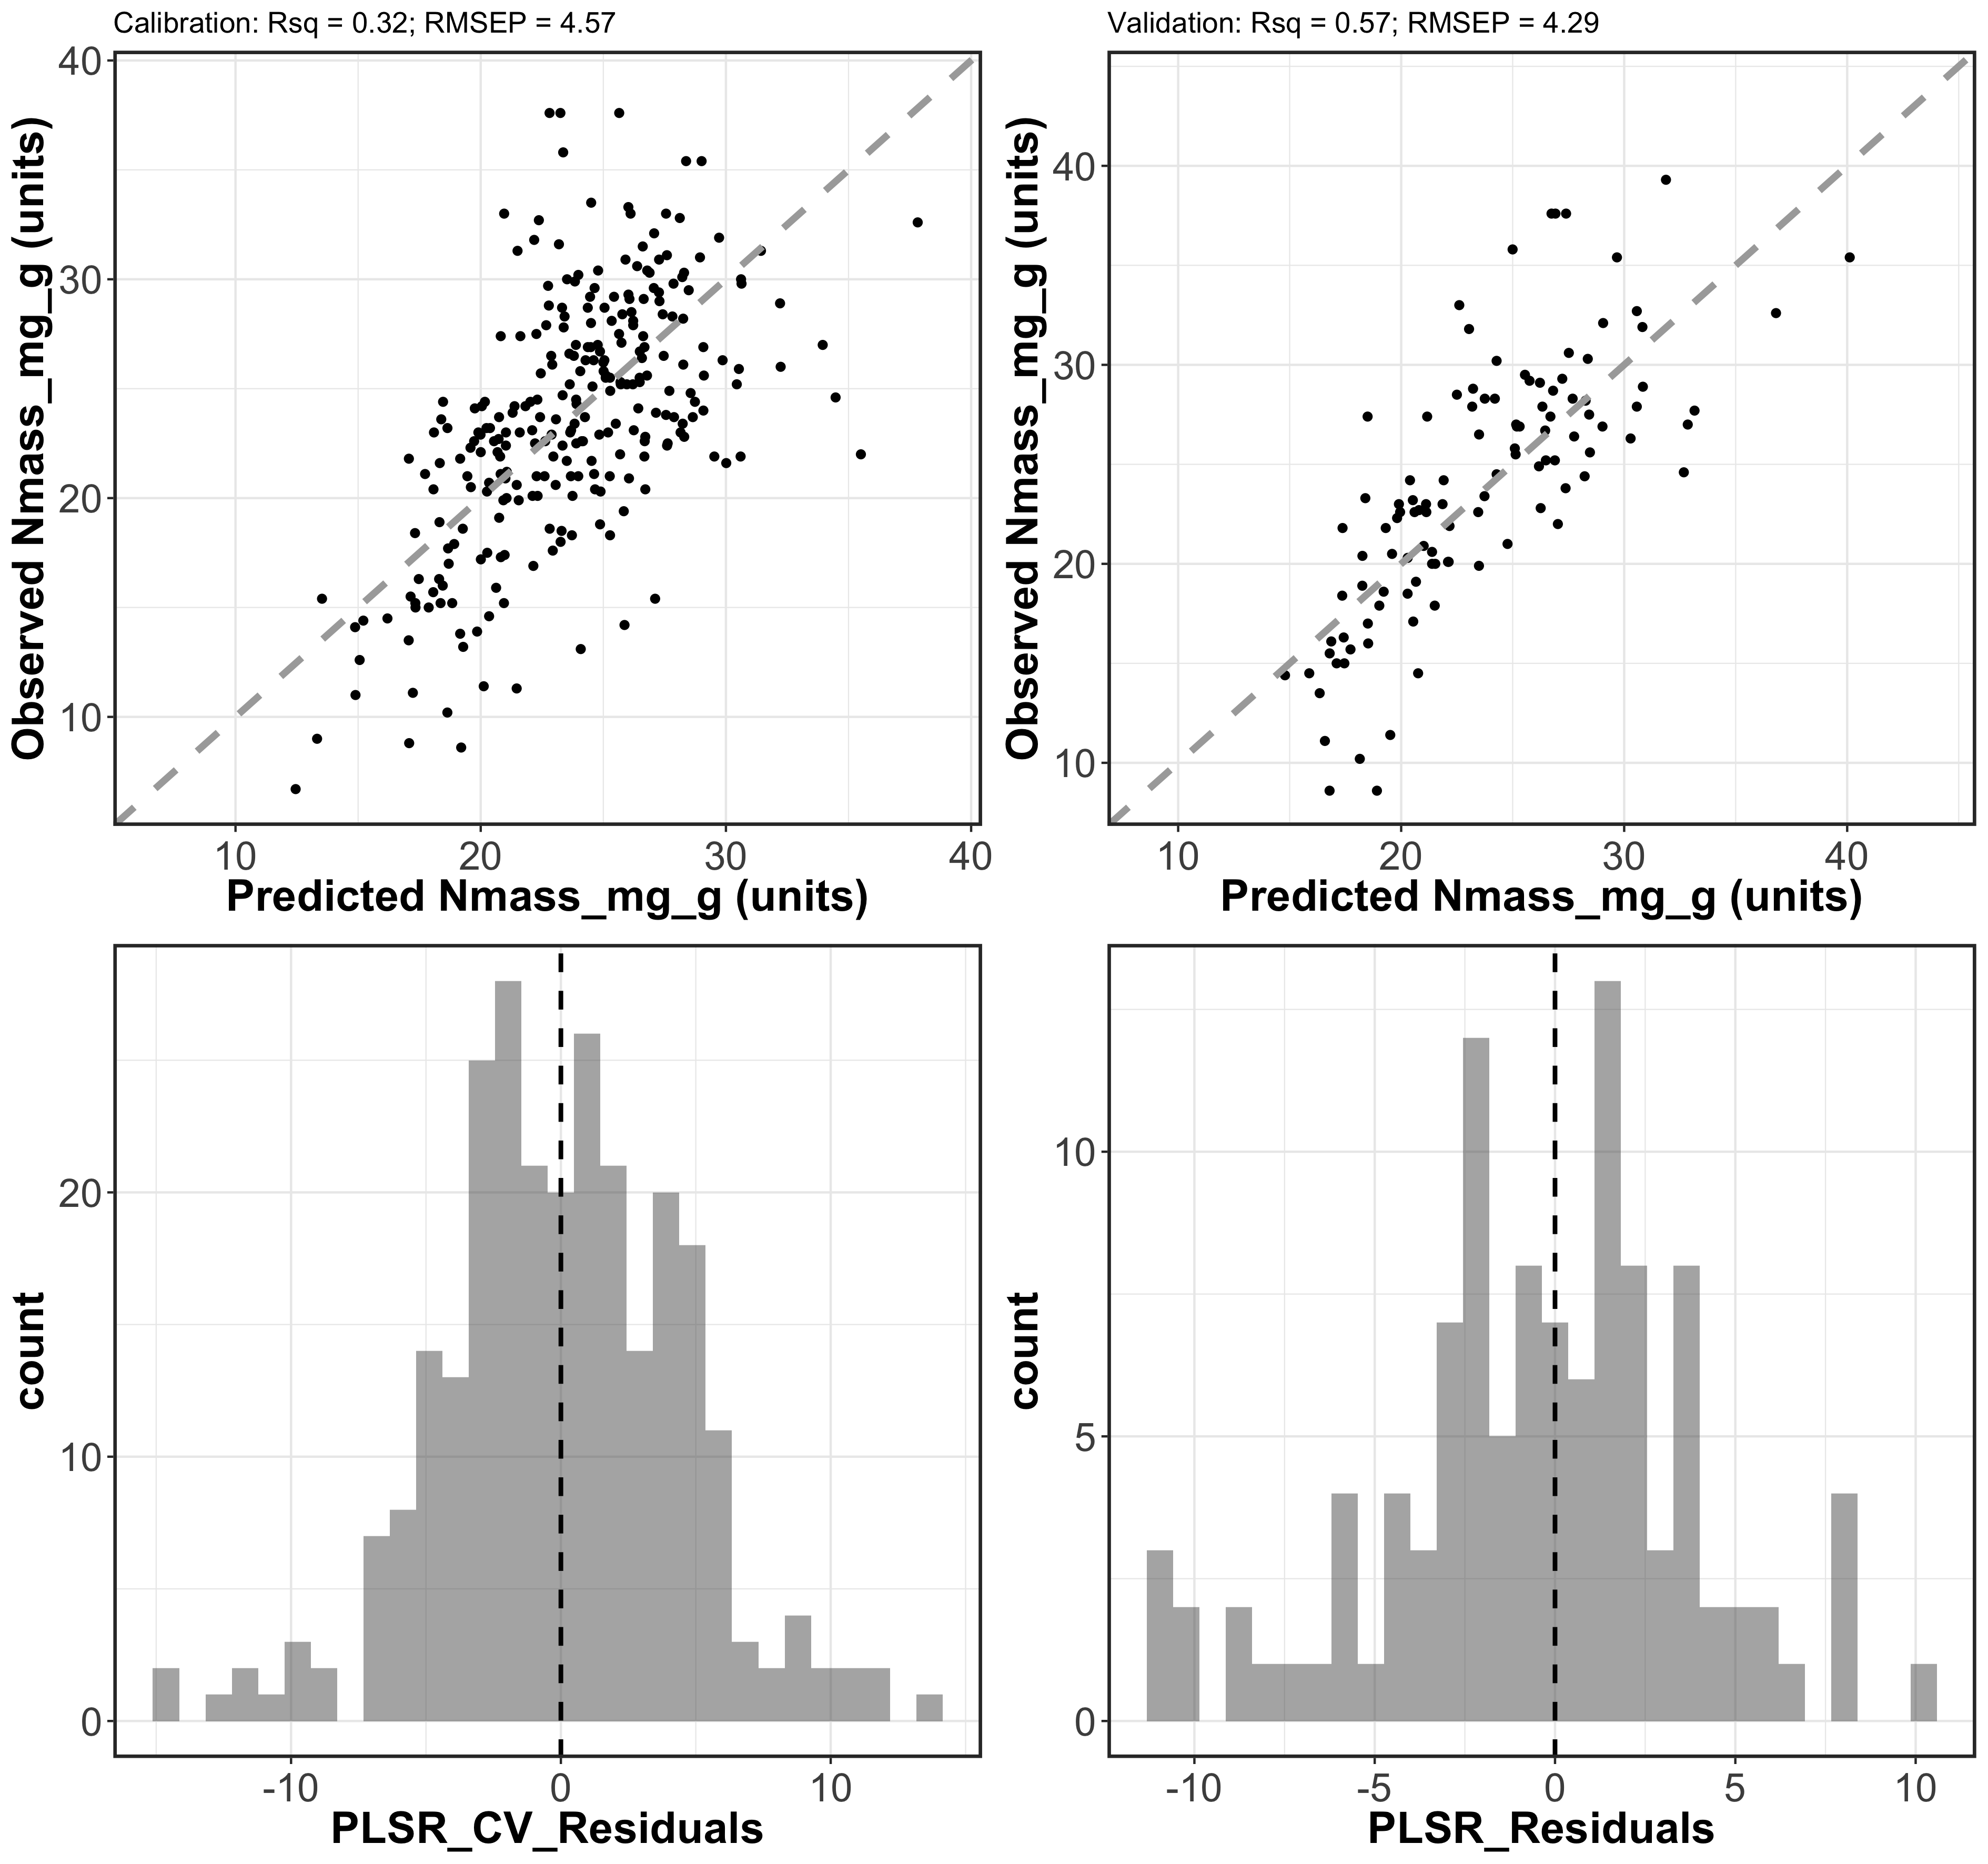 Calibration: Rsq = 0.32; RMSEP = 4.57
Observed Nmass_mg_g (units)
40
30
20
10
10 20 30 40
Predicted Nmass_mg_g (units)
Validation: Rsq = 0.57; RMSEP = 4.29
Observed Nmass_mg_g (units)
40
30
20
10
10 20 30 40
Predicted Nmass_mg_g (units)
count
20
10
0
-10 0 10
PLSR_CV_Residuals
count
10
5
0
-10 -5 0 5 10
PLSR_Residuals